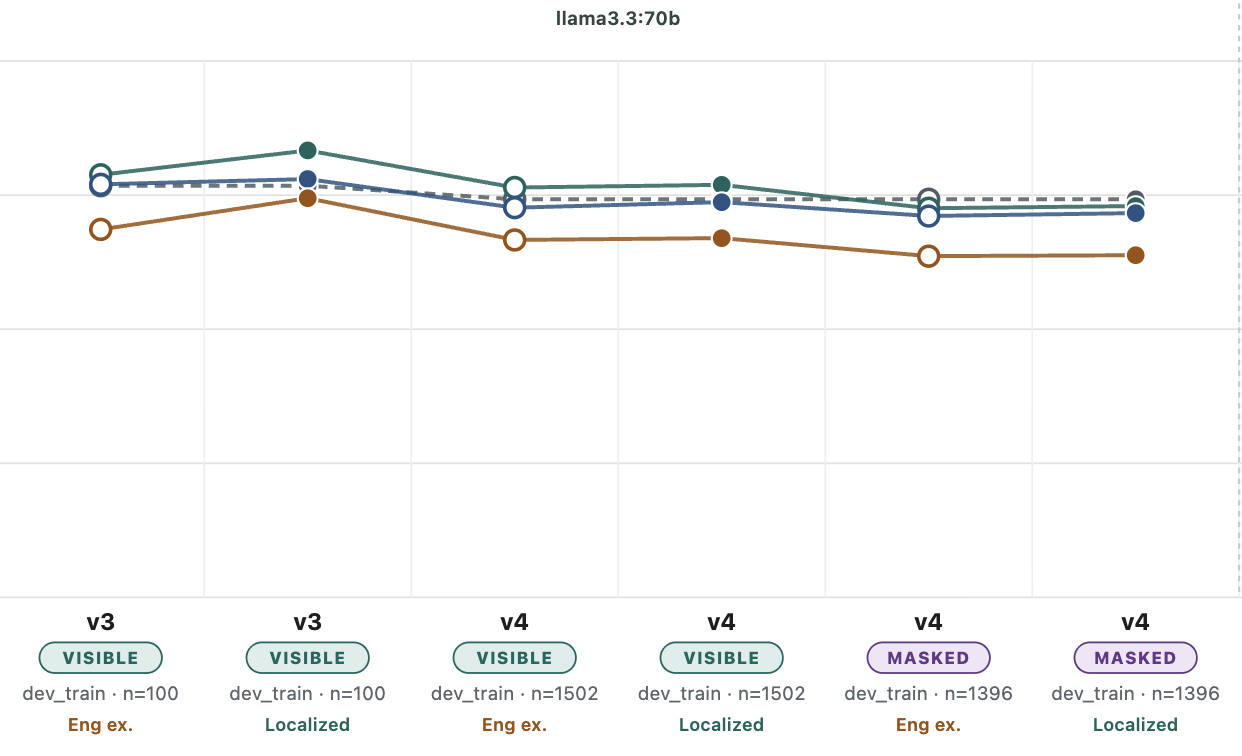 llama3.3:70b
v3 v3 v4 v4 v4 v4
VISIBLE VISIBLE VISIBLE VISIBLE MASKED MASKED
dev_train · n=100 dev_train · n=100 dev_train · n=1502 dev_train · n=1502 dev_train · n=1396 dev_train · n=1396
Eng ex. Localized Eng ex. Localized Eng ex. Localized